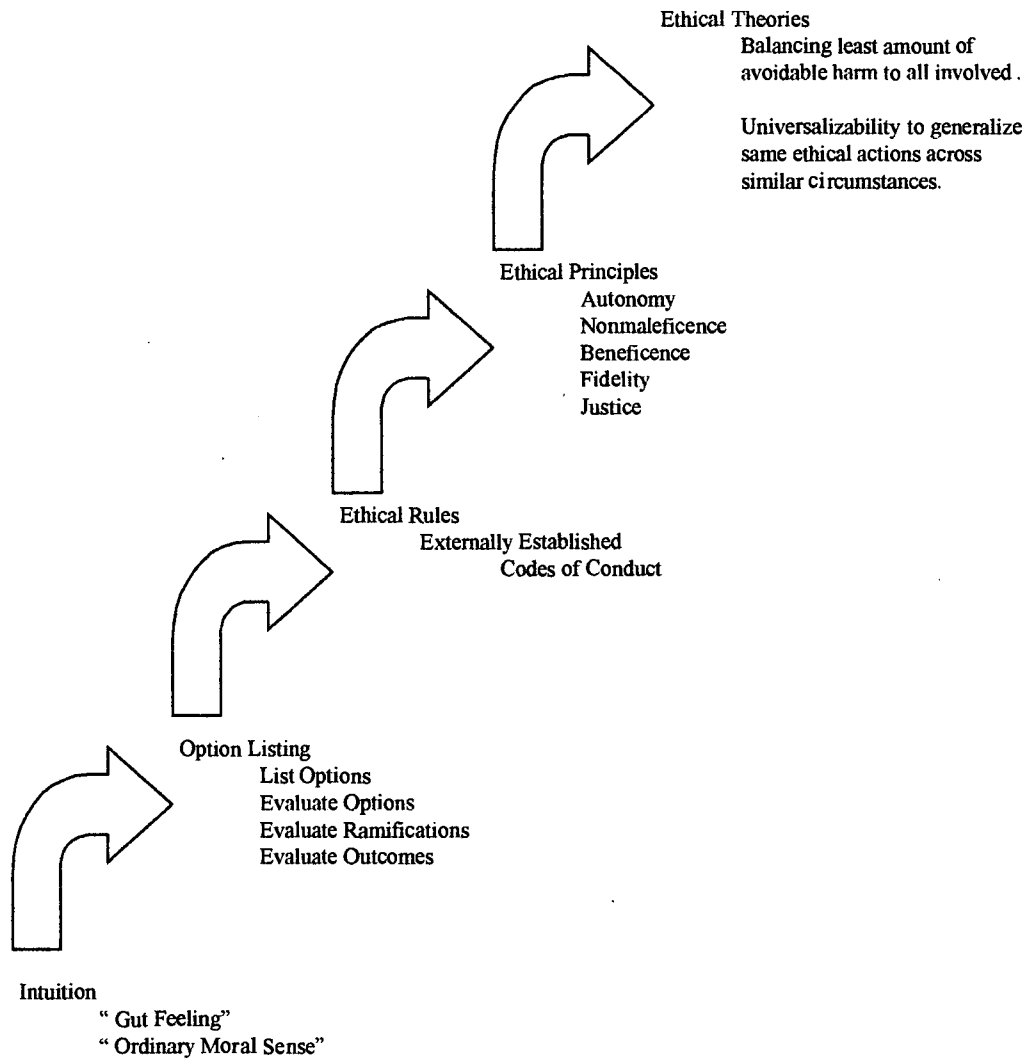 Ethical Theories
Balancing least amount of
avoidable harm to all involved .
Universalizability to generalize
same ethical actions across
similar circumstances.
Ethical Principles
Autonomy
Nonmaleficence
Beneficence
Fidelity
Justice
Ethical Rules
Externally Established
Codes of Conduct
Option Listing
List Options
Evaluate Options
Evaluate Ramifications
Evaluate Outcomes
Intuition
“ Gut Feeling”
“ Ordinary Moral Sense”